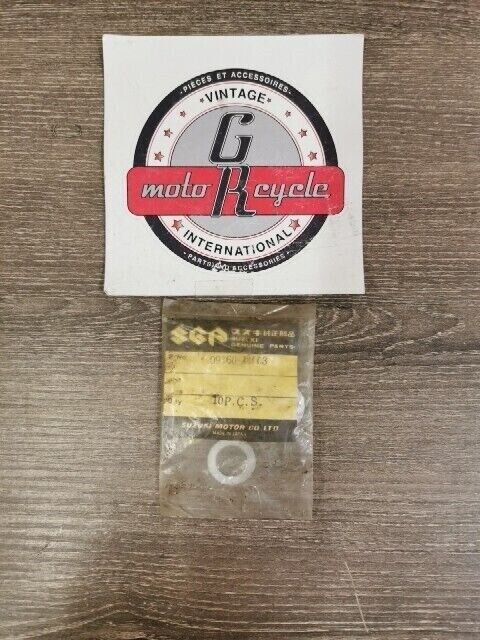 · PIÈCES ET ACCESSOIRES ·
*VINTAGE*
G
moto R cycle
INTERNATIONAL
· PARTS AND ACCESSORIES ·
SGP スズキ純正部品
SUZUKI
GENUINE PARTS
10P.C.S.
SUZUKI MOTOR CO LTD
MADE IN JAPAN